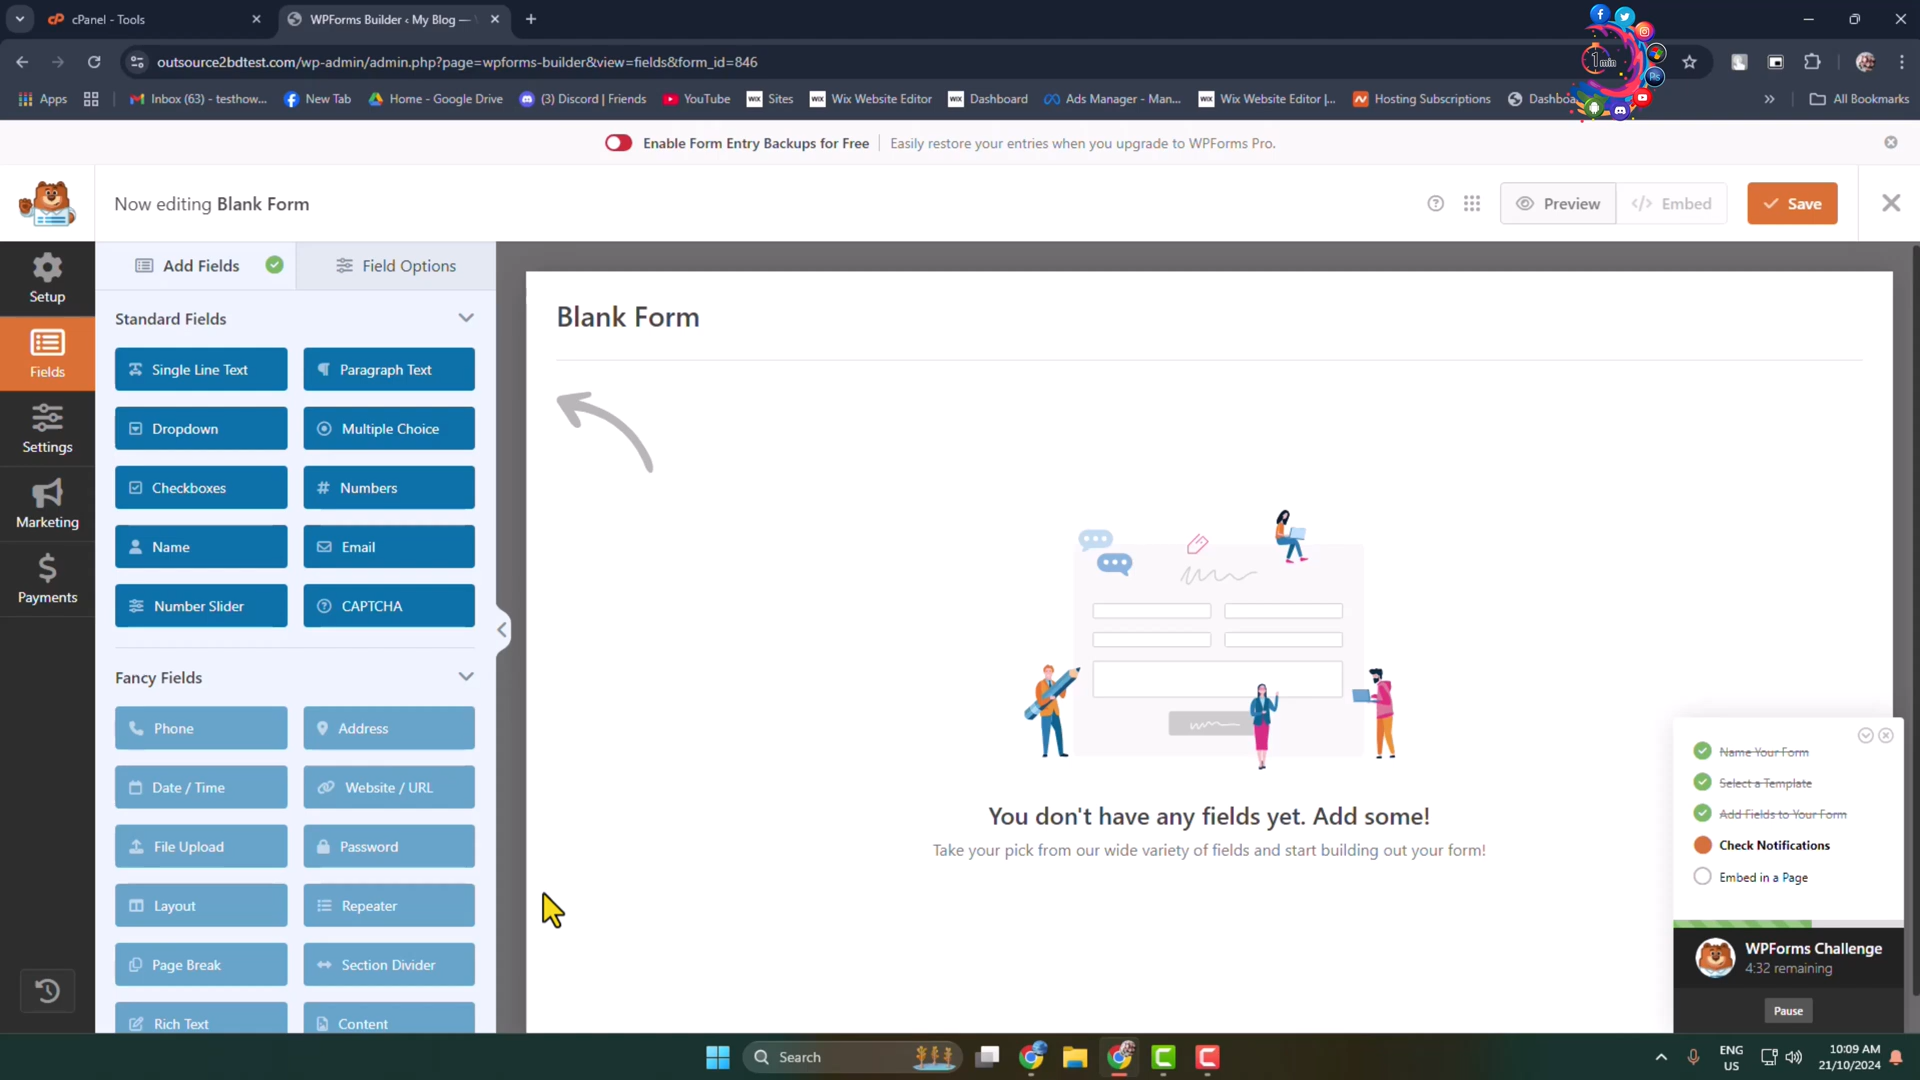 cPanel - Tools
WPForms Builder ‹ My Blog —
outsource2bdtest.com/wp-admin/admin.php?page=wpforms-builder&view=fields&form_id=846
1min
Ps
Apps
Inbox (63) - testhow...
New Tab
Home - Google Drive
(3) Discord | Friends
YouTube
WIX Sites
WIX Wix Website Editor
WIX Dashboard
Ads Manager - Man...
WIX Wix Website Editor |...
Hosting Subscriptions
All Bookmarks
Enable Form Entry Backups for Free
Easily restore your entries when you upgrade to WPForms Pro.
Now editing Blank Form
Preview
Embed
Save
Setup
Fields
Settings
Marketing
Payments
Add Fields
Field Options
Standard Fields
Single Line Text
Paragraph Text
Dropdown
Multiple Choice
Checkboxes
Numbers
Name
Email
Number Slider
CAPTCHA
Fancy Fields
Phone
Address
Date / Time
Website / URL
File Upload
Password
Layout
Repeater
Page Break
Section Divider
Rich Text
Content
Blank Form
You don't have any fields yet. Add some!
Take your pick from our wide variety of fields and start building out your form!
Name Your Form
Select a Template
Add Fields to Your Form
Check Notifications
Embed in a Page
WPForms Challenge
4:32 remaining
Pause
Search
ENG
US
10:09 AM
21/10/2024